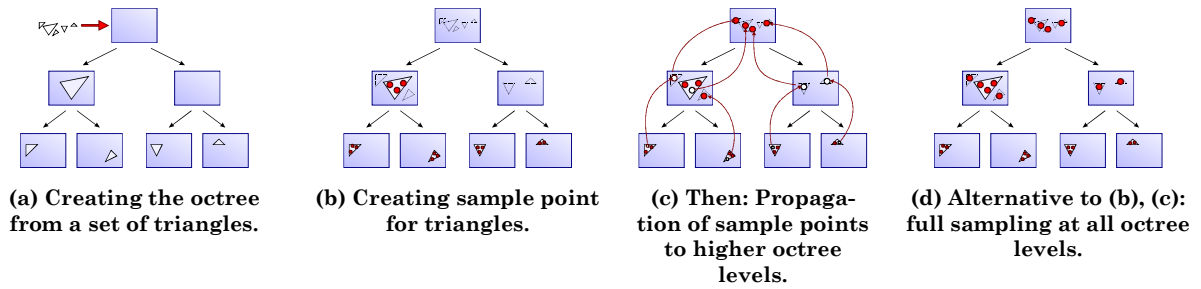 (a) Creating the octree
from a set of triangles.
(b) Creating sample point
for triangles.
(c) Then: Propaga-
tion of sample points
to higher octree
levels.
(d) Alternative to (b), (c):
full sampling at all octree
levels.